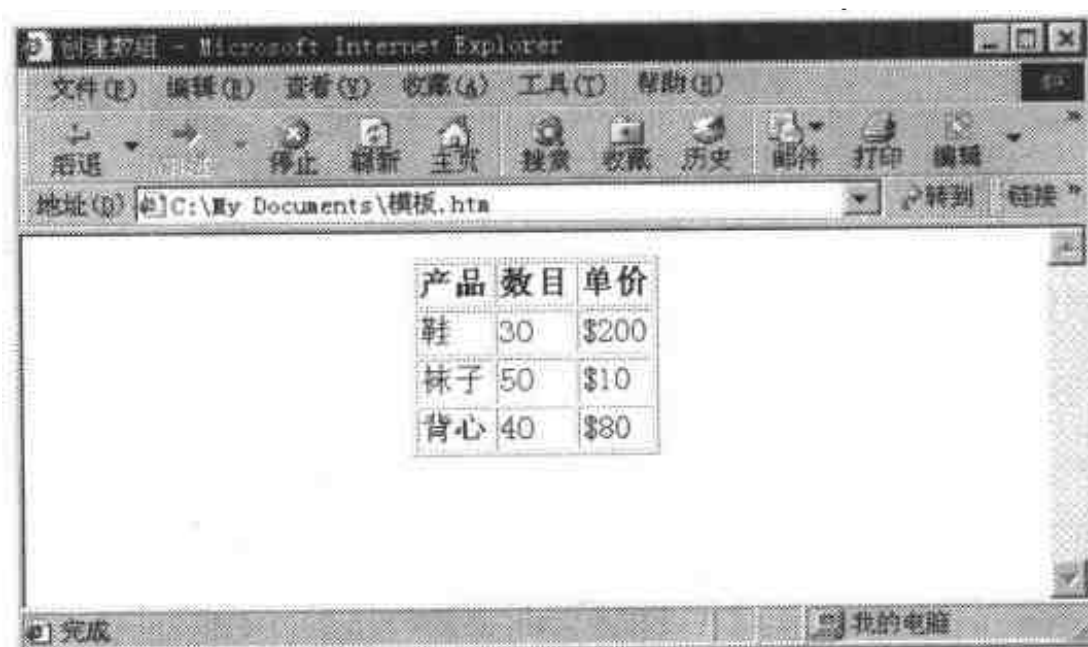 创建数组 - Microsoft Internet Explorer
文件(F) 编辑(E) 查看(V) 收藏(A) 工具(T) 帮助(H)
后退 停止 刷新 主页 搜索 收藏 历史 邮件 打印 编辑
地址(D) C:\My Documents\模板.htm 转到 链接 »
产品 数目 单价
鞋 30 $200
袜子 50 $10
背心 40 $80
完成 我的电脑